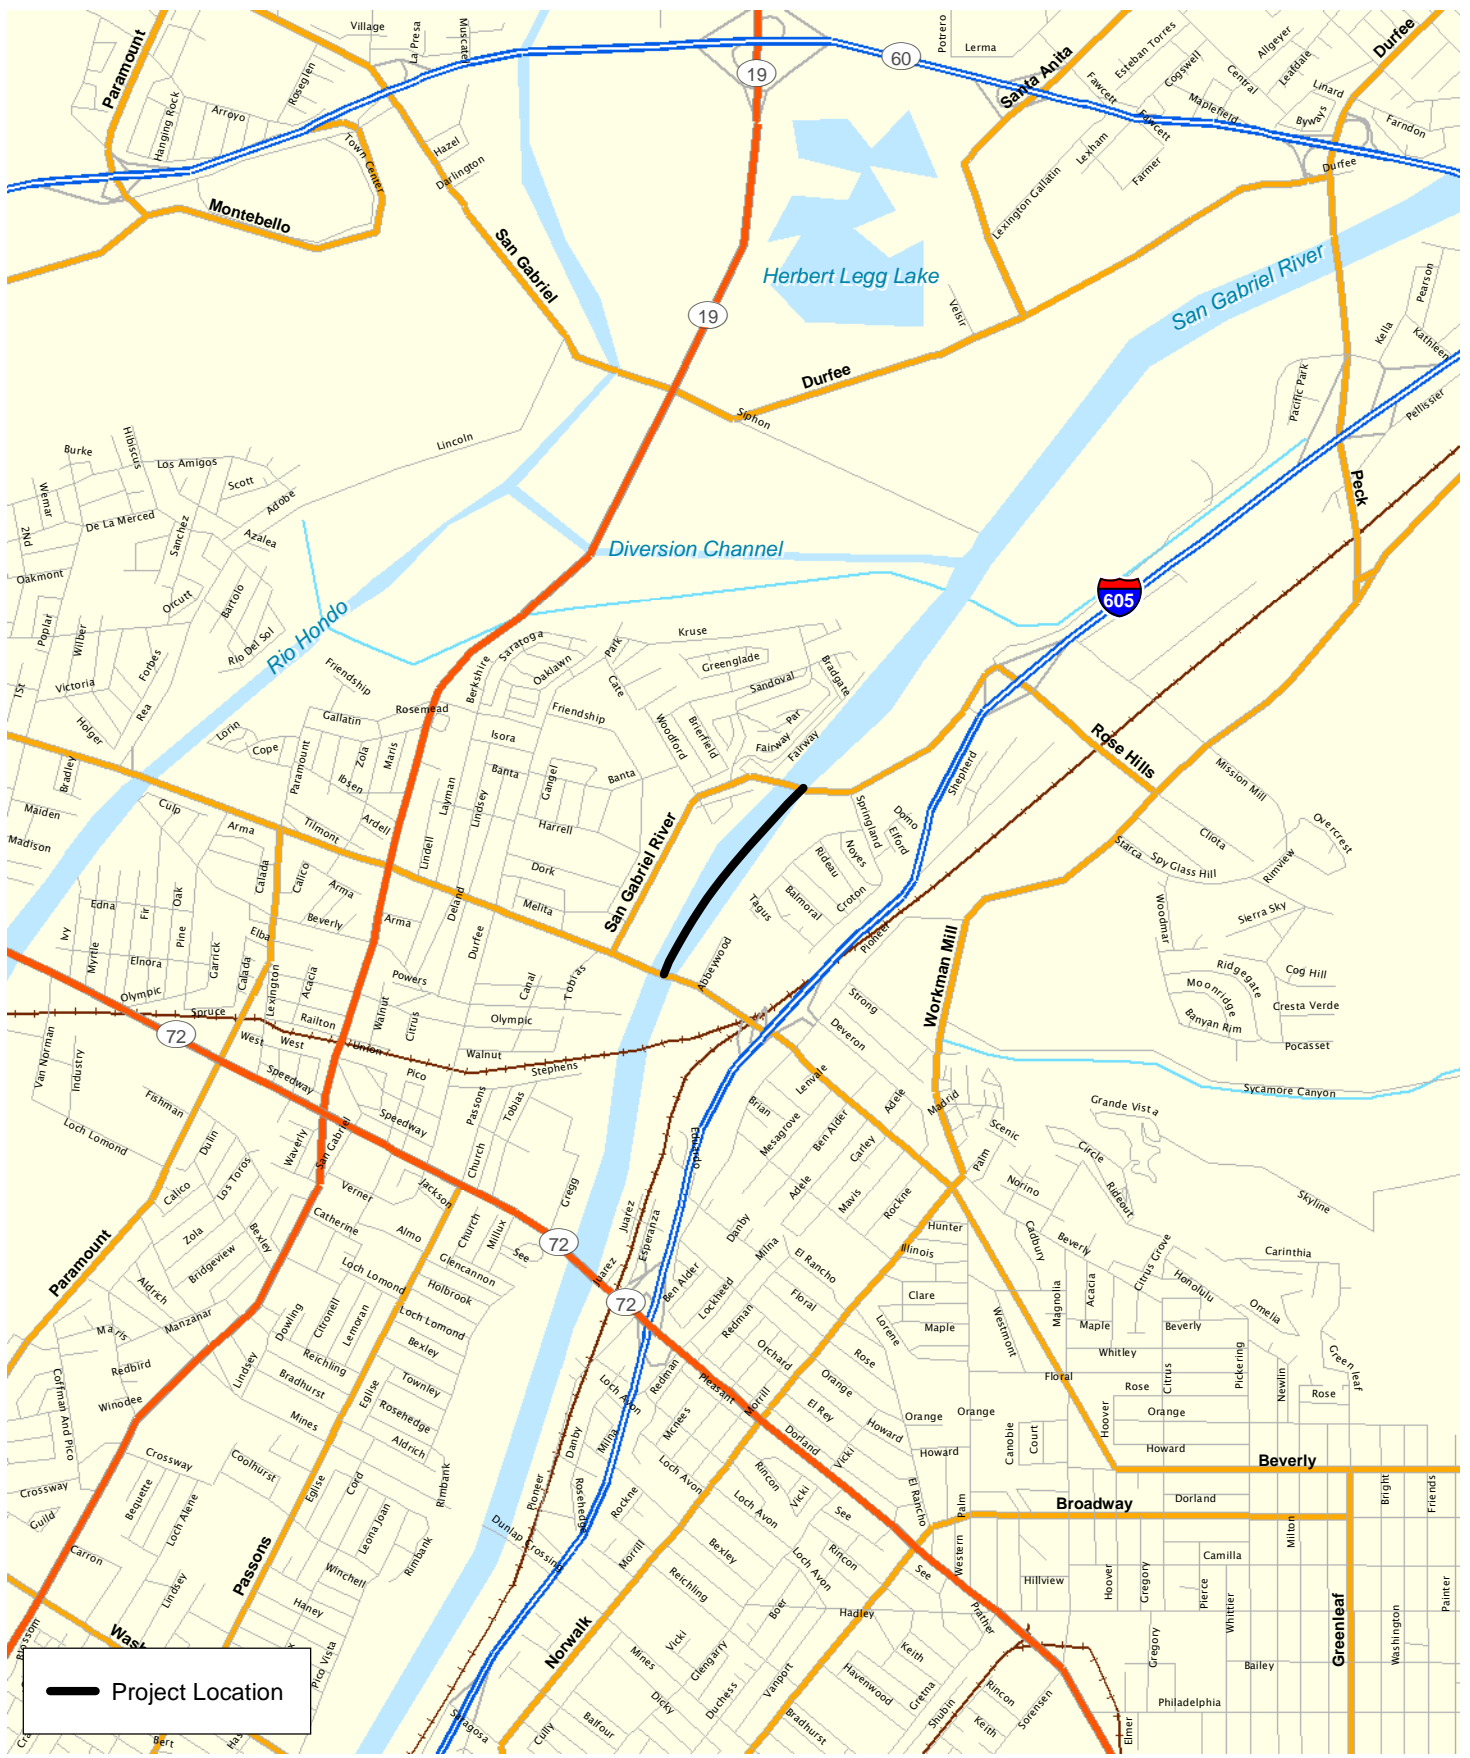 Village
La Presa
Muscatel
Potrero
Lerma
Santa Anita
Esteban Torres
Cogswell
Central
Allgeyer
Leafdale
Durfee
Paramount
Roseglen
Hanging Rock
Arroyo
19
60
Fawcett
Maplefield
Linard
Byways
Farndon
Fawcett
Lexham
Farmer
Durfee
Town Center
Hazel
Darlington
Montebello
San Gabriel
Lexington Gallatin
Herbert Legg Lake
San Gabriel River
Pearson
Velsir
19
Kella
Kathleen
Durfee
Siphon
Pacific Park
Pellissier
Lincoln
Burke
Hibiscus
Los Amigos
Scott
Adobe
Wemar
De La Merced
Sanchez
Azalea
2Nd
Peck
Diversion Channel
605
Oakmont
Orcutt
Bartolo
Poplar
Wilber
Rio Del Sol
Rio Hondo
Forbes
Victoria
1St
Rea
Holger
Friendship
Saratoga
Berkshire
Oaklawn
Park
Kruse
Greenglade
Sandoval
Bradgate
Cate
Rosemead
Gallatin
Lorin
Cope
Paramount
Zola
Maris
Ibsen
Friendship
Isora
Woodford
Brierfield
Par
Fairway
Fairway
Rose Hills
Bradley
Banta
Gangel
Banta
Layman
Lindsey
Shepherd
Mission Mill
Maiden
Culp
Arma
Tilmont
Ardell
Lindell
Harrell
San Gabriel River
Springland
Domo
Elford
Noyes
Rideau
Overcrest
Cliota
Starca
Spy Glass Hill
Rimview
Madison
Calada
Calico
Arma
Dork
Balmoral
Croton
Tagus
Edna
Fir
Oak
Beverly
Arma
Deland
Melita
Woodmar
Sierra Sky
Ivy
Myrtle
Pine
Garrick
Elba
Durfee
Pioneer
Workman Mill
Elnora
Calada
Acacia
Powers
Canal
Tobias
Abbeywood
Ridgegate
Moonridge
Banyan Rim
Cog Hill
Cresta Verde
Pocasset
Olympic
Spruce
Lexington
Railton
Walnut
Citrus
Olympic
Strong
Deveron
72
West
West
Union
Walnut
Van Norman
Industry
Speedway
Pico
Stephens
Sycamore Canyon
Fishman
Passons
Tobias
Lenvale
Brian
Mesagrove
Ben Alder
Adele
Madrid
Grande Vista
Loch Lomond
Dulin
Waverly
San Gabriel
Speedway
Church
Eduardo
Carley
Scenic
Circle
Palm
Los Toros
Calico
Verner
Jackson
Gregg
Adele
Mavis
Rockne
Norino
Rideout
Skyline
Juarez
Esperanza
Catherine
Almo
Church
Millux
See
Danby
Milna
Hunter
Illinois
Cadbury
Beverly
Citrus Grove
Carinthia
Paramount
Zola
Bexley
Bridgeview
Glencannon
72
Juarez
Ben Alder
El Rancho
Honolulu
Omelia
Aldrich
Loch Lomond
Holbrook
72
Lockheed
Floral
Clare
Westmont
Magnolia
Acacia
Manzanar
Dowling
Citronell
Lemoran
Loch Lomond
Redman
Lorene
Maple
Maple
Beverly
Maris
Redbird
Reichling
Bexley
Orchard
Rose
Whitley
Pickering
Greenleaf
Lindsey
Coffman And Pico
Bradhurst
Eglise
Townley
Loch Avon
Redman
Pleasant
Orange
Floral
Rose
Citrus
Newlin
Rose
Winodee
Mines
Rosehedge
Mcnees
Morrill
El Rey
Howard
Orange
Orange
Hoover
Orange
Aldrich
Danby
Milna
Dorland
Vicki
Howard
Canobie
Court
Howard
Crossway
Coolhurst
Beverly
Crossway
Bequette
Loch Alene
Eglise
Cord
Rimbank
Pioneer
Rosehedge
Rockne
Loch Avon
Rincon
Vicki
El Rancho
Palm
Broadway
Dorland
Bright
Friends
Guild
Leona Joan
Dunlap Crossing
Loch Avon
See
Carron
Passons
Rimbank
Morrill
Bexley
Rincon
Western
Milton
Lindsey
Winchell
Reichling
Loch Avon
See
Hillview
Hoover
Gregory
Camilla
Pierce
Whittier
Greenleaf
Painter
Haney
Boer
Hadley
Prather
Washington
Norwalk
Vicki
Mines
Glengarry
Keith
Gregory
Bailey
Pico Vista
Havenwood
Gretna
Vanport
Rincon
Project Location
Dicky
Duchess
Shubin
Sorensen
Philadelphia
Saragosa
Cully
Balfour
Bradhurst
Keith
Elmer
Bert